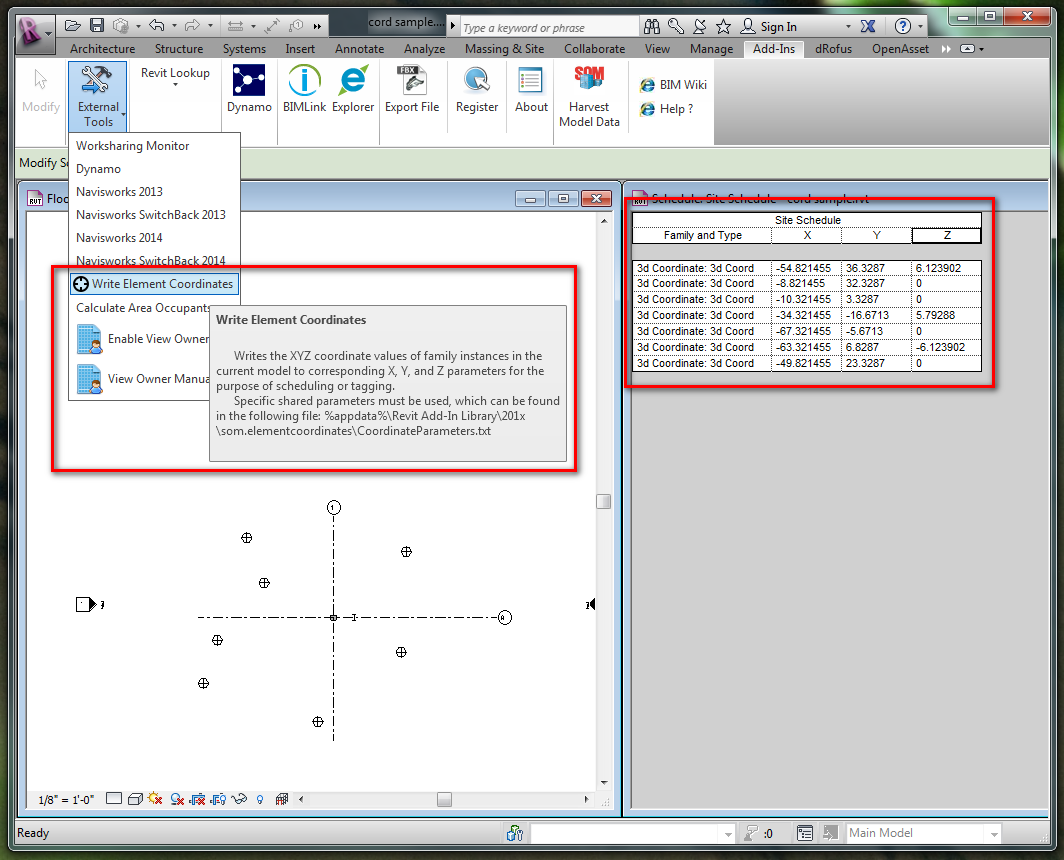 cord sample....
Type a keyword or phrase
Sign In
Architecture Structure Systems Insert Annotate Analyze Massing & Site Collaborate View Manage Add-Ins dRofus OpenAsset
Modify
External
Tools
Revit Lookup
Dynamo
BIMLink
Explorer
FBX
Export File
Register
About
SOM
Harvest
Model Data
BIM Wiki
Help ?
Modify
Worksharing Monitor
Dynamo
Navisworks 2013
Navisworks SwitchBack 2013
Navisworks 2014
Navisworks SwitchBack 2014
Write Element Coordinates
Calculate Area Occupants
Enable View Owner
View Owner Manua
Write Element Coordinates
Writes the XYZ coordinate values of family instances in the
current model to corresponding X, Y, and Z parameters for the
purpose of scheduling or tagging.
Specific shared parameters must be used, which can be found
in the following file: %appdata%\Revit Add-In Library\201x
\som.elementcoordinates\CoordinateParameters.txt
RVT Floo
1
RVT Schedule: Site Schedule - cord sample.rvt
Site Schedule
Family and Type X Y Z
3d Coordinate: 3d Coord -54.821455 36.3287 6.123902
3d Coordinate: 3d Coord -8.821455 32.3287 0
3d Coordinate: 3d Coord -10.321455 3.3287 0
3d Coordinate: 3d Coord -34.321455 -16.6713 5.79288
3d Coordinate: 3d Coord -67.321455 -5.6713 0
3d Coordinate: 3d Coord -63.321455 6.8287 -6.123902
3d Coordinate: 3d Coord -49.821455 23.3287 0
1/8" = 1'-0"
Ready
:0
Main Model